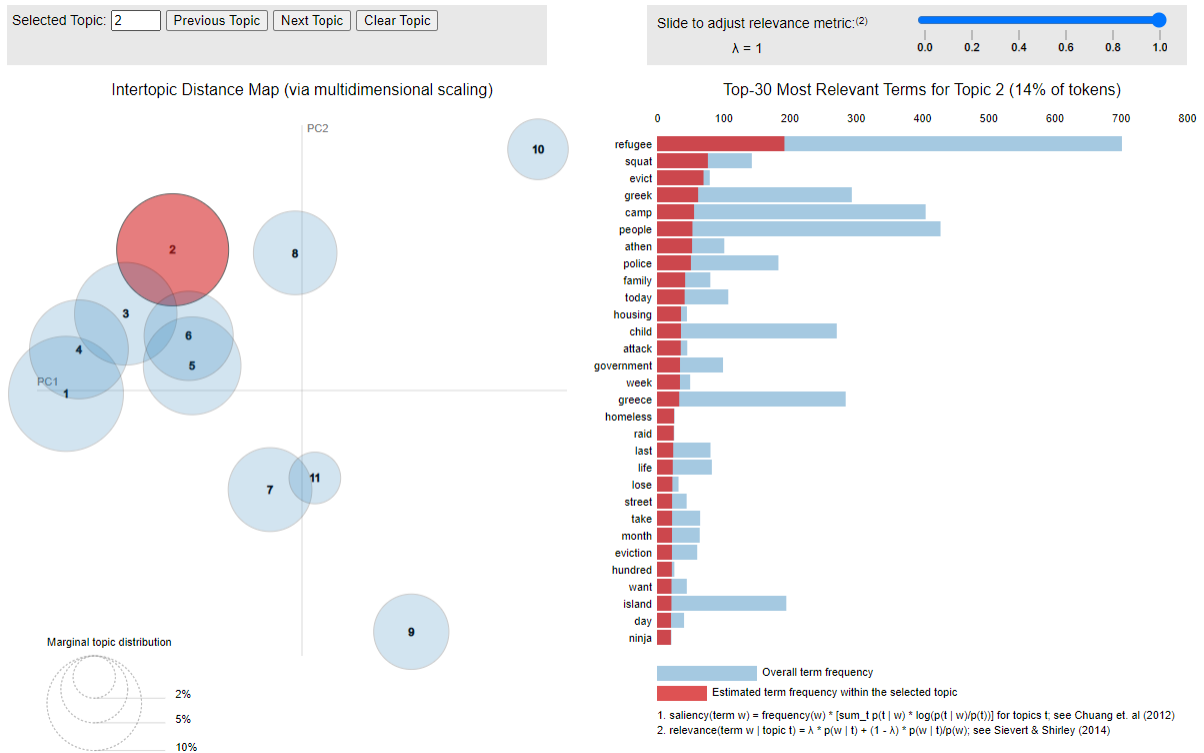 Selected Topic: 2 Previous Topic Next Topic Clear Topic
Slide to adjust relevance metric:(2)
λ = 1
0.0 0.2 0.4 0.6 0.8 1.0
Intertopic Distance Map (via multidimensional scaling)
PC2
10
2
8
3
6
4
5
PC1
1
11
7
9
Marginal topic distribution
2%
5%
10%
Top-30 Most Relevant Terms for Topic 2 (14% of tokens)
0 100 200 300 400 500 600 700 800
refugee
squat
evict
greek
camp
people
athen
police
family
today
housing
child
attack
government
week
greece
homeless
raid
last
life
lose
street
take
month
eviction
hundred
want
island
day
ninja
Overall term frequency
Estimated term frequency within the selected topic
1. saliency(term w) = frequency(w) * [sum_t p(t | w) * log(p(t | w)/p(t))] for topics t; see Chuang et. al (2012)
2. relevance(term w | topic t) = λ * p(w | t) + (1 - λ) * p(w | t)/p(w); see Sievert & Shirley (2014)